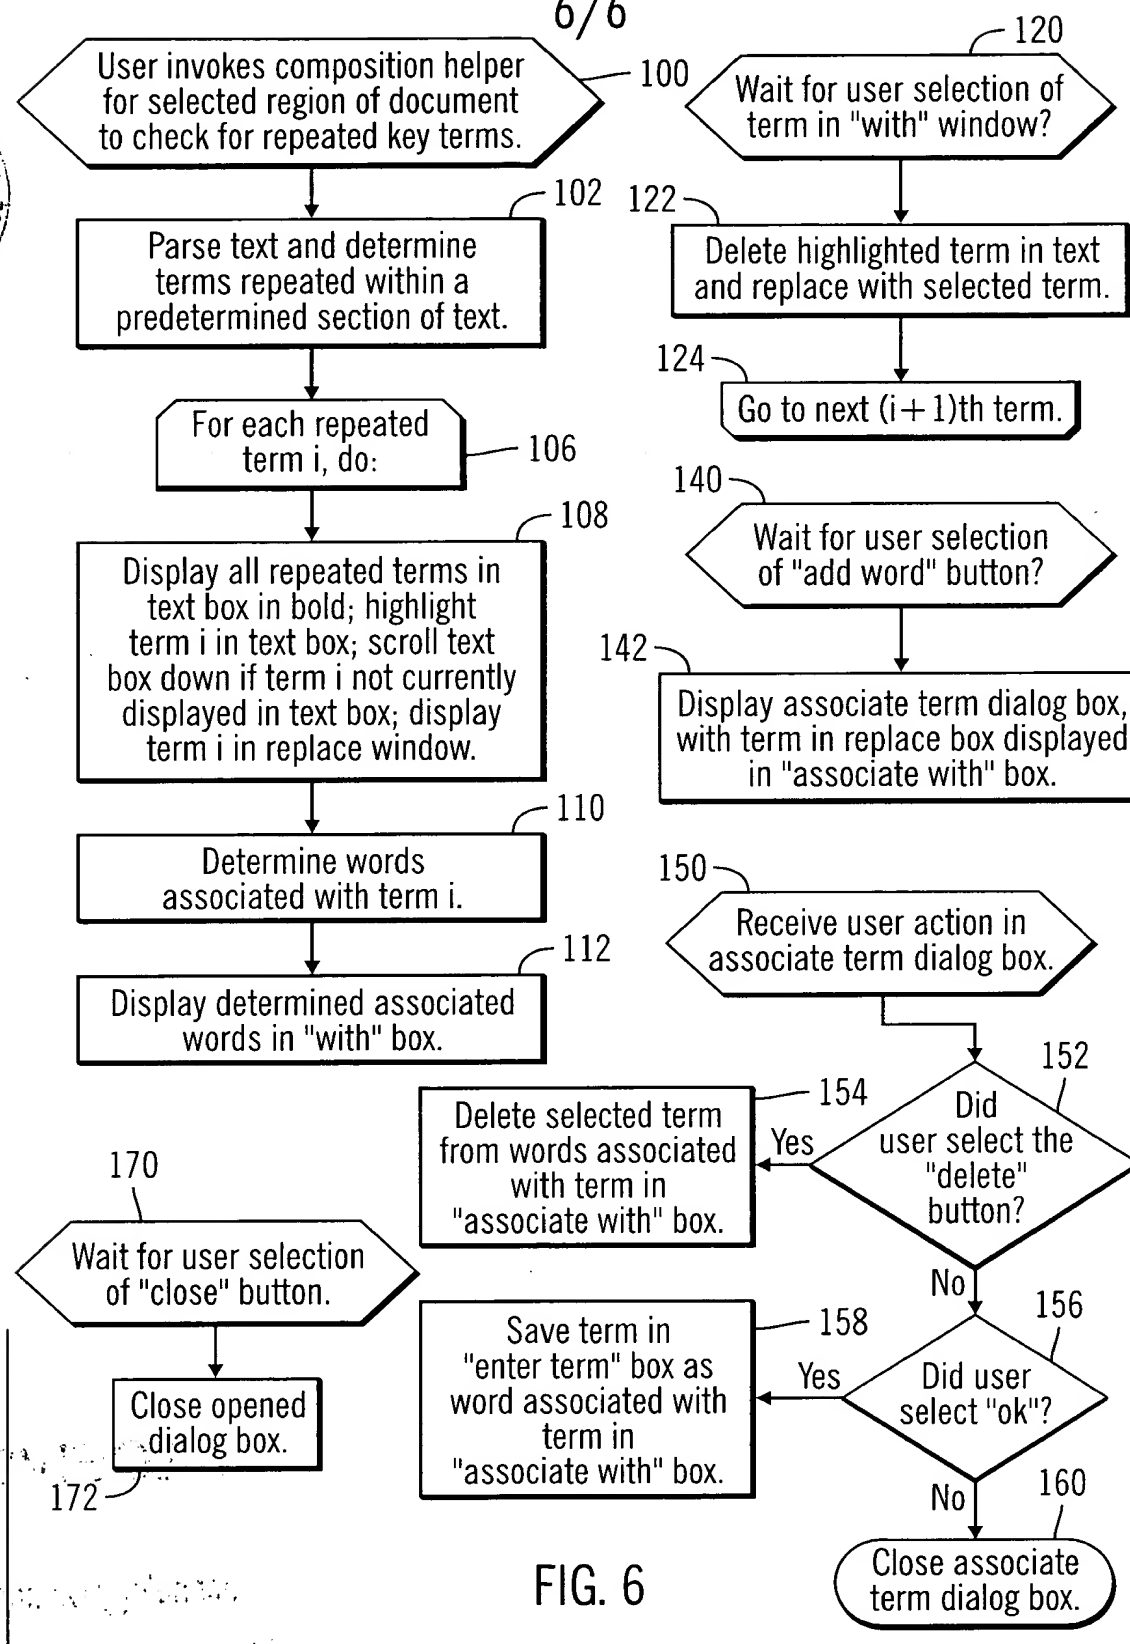 6/6
User invokes composition helper
for selected region of document
to check for repeated key terms.
100
102
Parse text and determine
terms repeated within a
predetermined section of text.
For each repeated
term i, do:
106
108
Display all repeated terms in
text box in bold; highlight
term i in text box; scroll text
box down if term i not currently
displayed in text box; display
term i in replace window.
110
Determine words
associated with term i.
112
Display determined associated
words in "with" box.
120
Wait for user selection of
term in "with" window?
122
Delete highlighted term in text
and replace with selected term.
124
Go to next (i+1)th term.
140
Wait for user selection
of "add word" button?
142
Display associate term dialog box,
with term in replace box displayed
in "associate with" box.
150
Receive user action in
associate term dialog box.
152
Did
user select the
"delete"
button?
Yes
154
Delete selected term
from words associated
with term in
"associate with" box.
No
156
Did user
select "ok"?
Yes
158
Save term in
"enter term" box as
word associated with
term in
"associate with" box.
No
160
Close associate
term dialog box.
170
Wait for user selection
of "close" button.
Close opened
dialog box.
172
FIG. 6